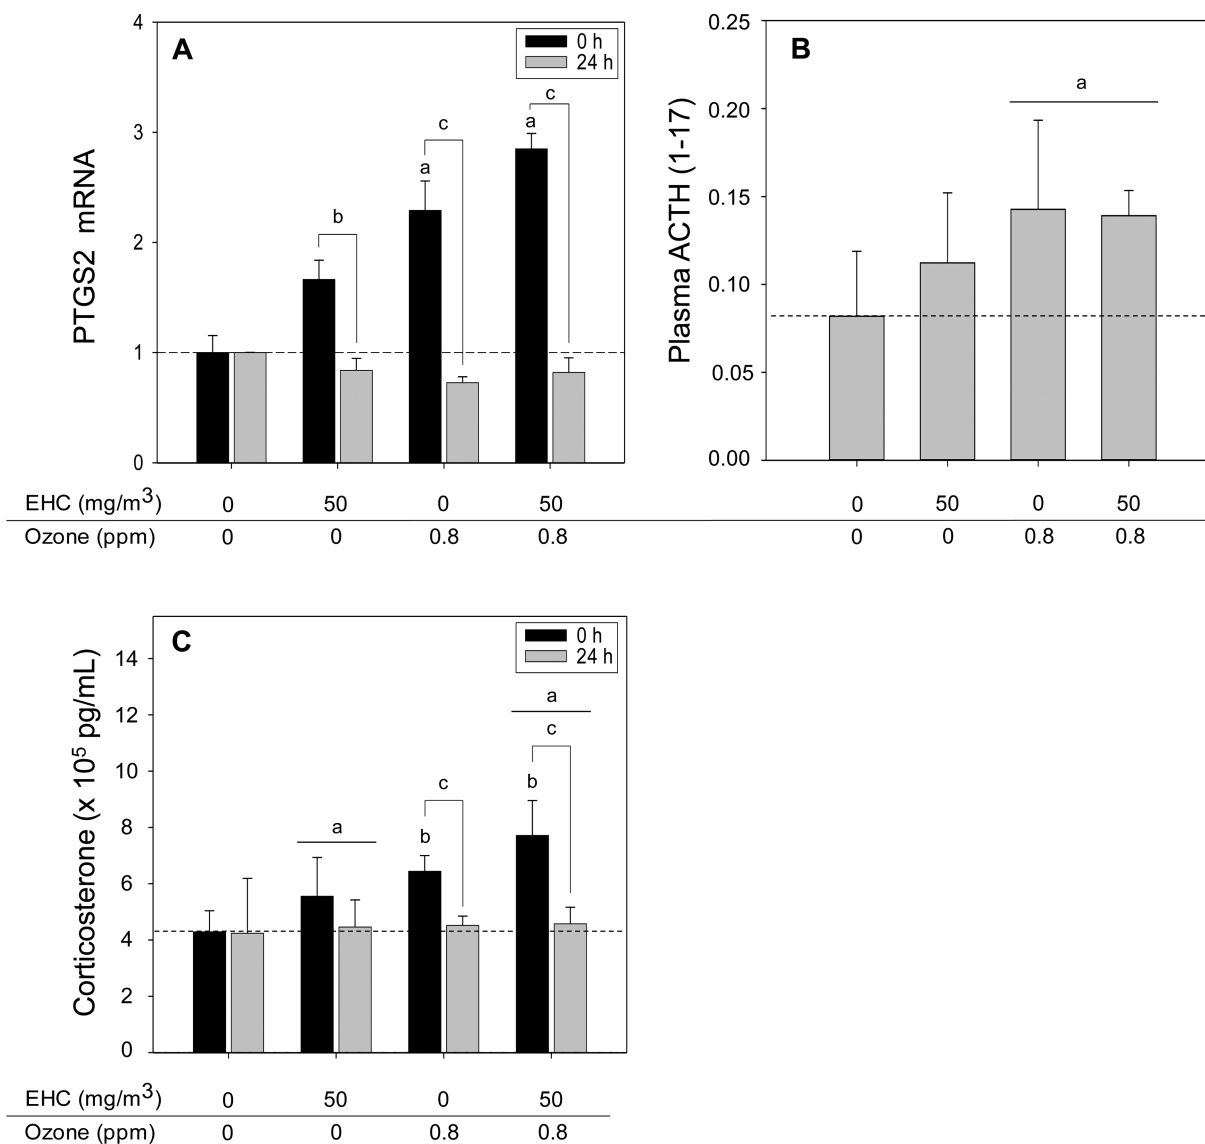 A
0 h
24 h
4
3
2
1
0
PTGS2 mRNA
a
a
b
c
c
B
0.25
0.20
0.15
0.10
0.05
0.00
Plasma ACTH (1-17)
a
EHC (mg/m³) 0 50 0 50 0 50 0 50
Ozone (ppm) 0 0 0.8 0.8 0 0 0.8 0.8
C
0 h
24 h
14
12
10
8
6
4
2
0
Corticosterone (x 10⁵ pg/mL)
a
a
c
c
b
b
EHC (mg/m³) 0 50 0 50
Ozone (ppm) 0 0 0.8 0.8